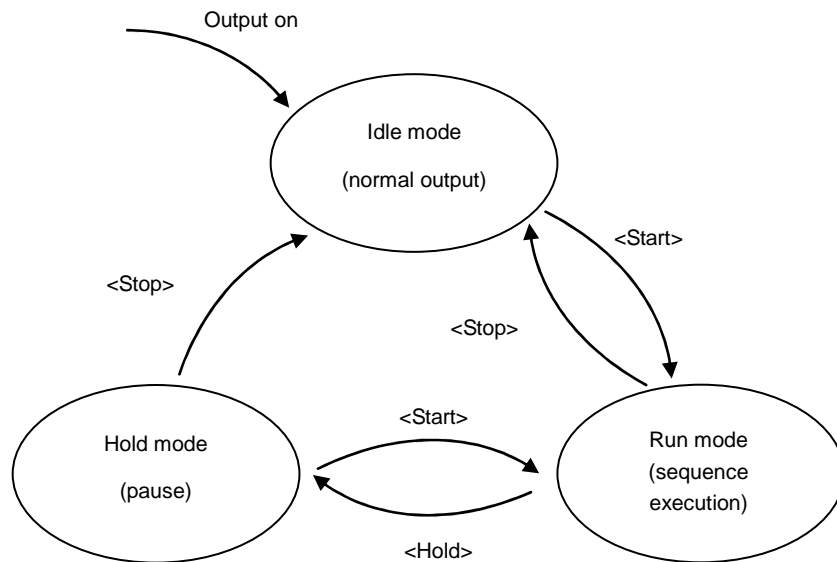 Output on
Idle mode
(normal output)
<Start>
<Stop>
<Stop>
Hold mode
(pause)
<Start>
<Hold>
Run mode
(sequence
execution)